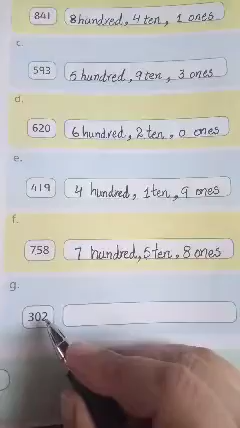 841 8 hundred, 4 ten, 1 ones
c.
593 5 hundred, 9 ten, 3 ones
d.
620 6 hundred, 2 ten, 0 ones
e.
419 4 hundred, 1 ten, 9 ones
f.
758 7 hundred, 5 ten, 8 ones
g.
302